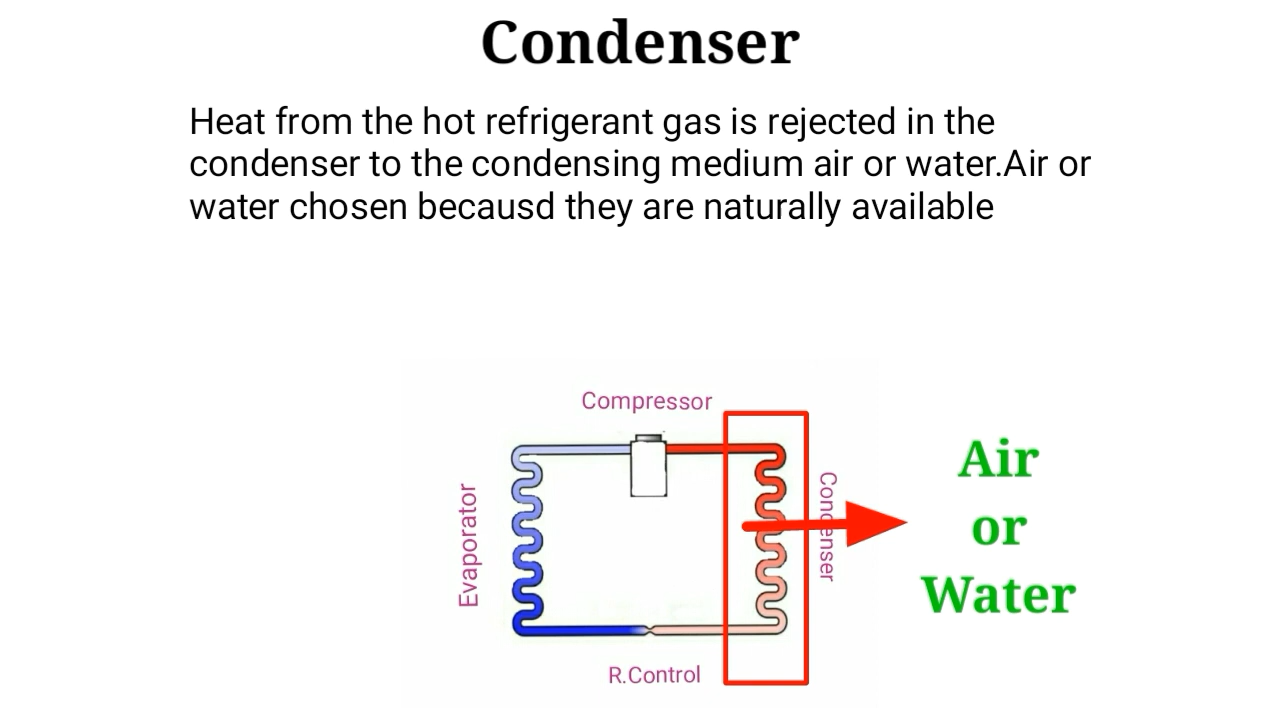 Condenser
Heat from the hot refrigerant gas is rejected in the
condenser to the condensing medium air or water.Air or
water chosen becausd they are naturally available
Compressor
Evaporator
Condenser
R.Control
Air
or
Water